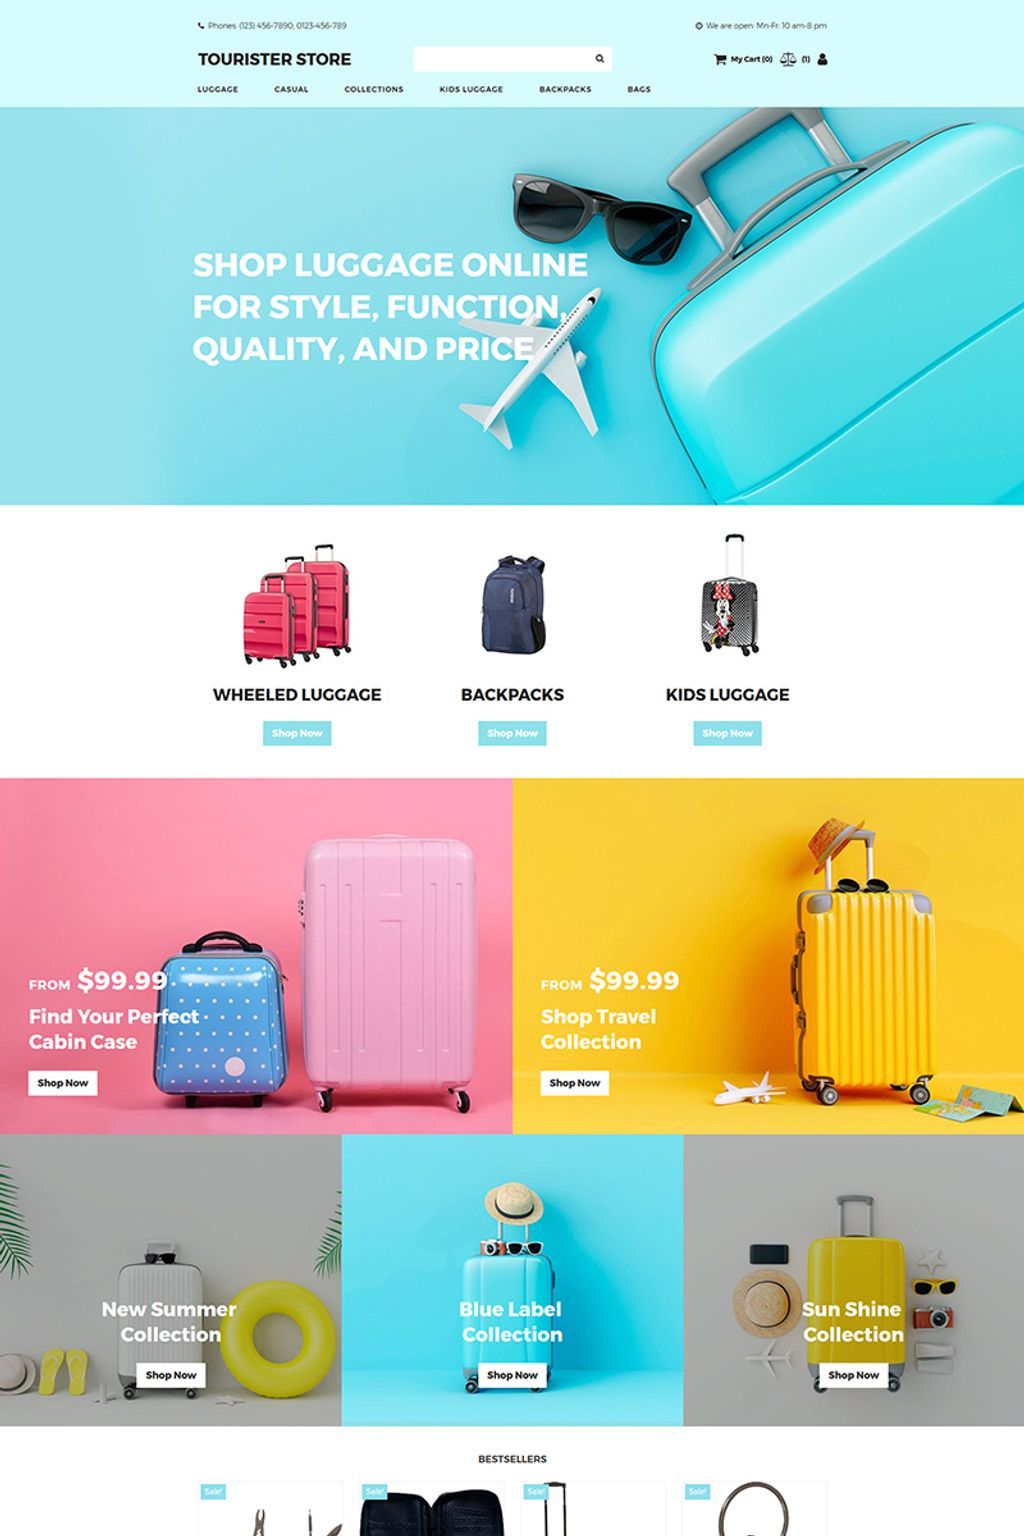 Phones: (123) 456-7890; 0123-456-789
We are open: Mn-Fr: 10 am-8 pm
TOURISTER STORE
My Cart (0) (1)
LUGGAGE CASUAL COLLECTIONS KIDS LUGGAGE BACKPACKS BAGS
SHOP LUGGAGE ONLINE
FOR STYLE, FUNCTION,
QUALITY, AND PRICE
WHEELED LUGGAGE
Shop Now
BACKPACKS
Shop Now
KIDS LUGGAGE
Shop Now
FROM $99.99
Find Your Perfect
Cabin Case
Shop Now
FROM $99.99
Shop Travel
Collection
Shop Now
New Summer
Collection
Shop Now
Blue Label
Collection
Shop Now
Sun Shine
Collection
Shop Now
BESTSELLERS
Sale!
Sale!
Sale!
Sale!